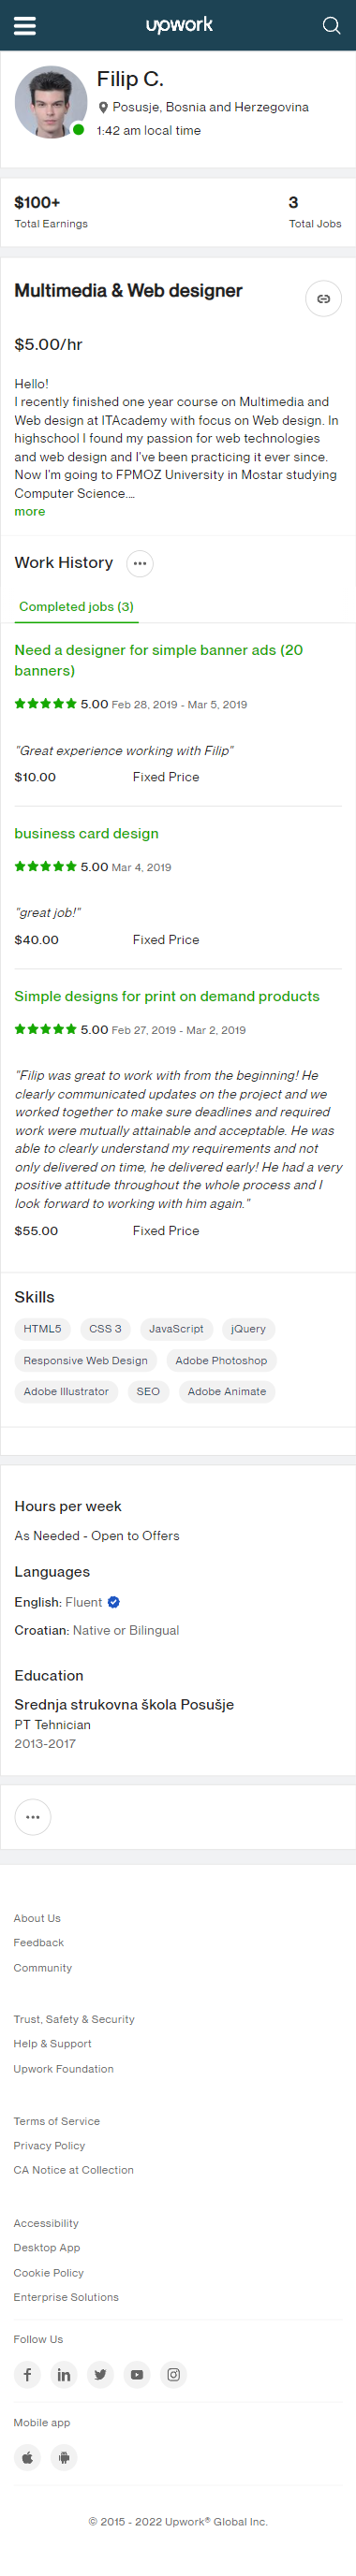 upwork
Filip C.
Posusje, Bosnia and Herzegovina
1:42 am local time
$100+
3
Total Earnings
Total Jobs
Multimedia & Web designer
$5.00/hr
Hello!
I recently finished one year course on Multimedia and
Web design at ITAcademy with focus on Web design. In
highschool I found my passion for web technologies
and web design and I've been practicing it ever since.
Now I'm going to FPMOZ University in Mostar studying
Computer Science.…
more
Work History
Completed jobs (3)
Need a designer for simple banner ads (20
banners)
5.00 Feb 28, 2019 - Mar 5, 2019
"Great experience working with Filip"
$10.00 Fixed Price
business card design
5.00 Mar 4, 2019
"great job!"
$40.00 Fixed Price
Simple designs for print on demand products
5.00 Feb 27, 2019 - Mar 2, 2019
"Filip was great to work with from the beginning! He
clearly communicated updates on the project and we
worked together to make sure deadlines and required
work were mutually attainable and acceptable. He was
able to clearly understand my requirements and not
only delivered on time, he delivered early! He had a very
positive attitude throughout the whole process and I
look forward to working with him again."
$55.00 Fixed Price
Skills
HTML5 CSS 3 JavaScript jQuery
Responsive Web Design Adobe Photoshop
Adobe Illustrator SEO Adobe Animate
Hours per week
As Needed - Open to Offers
Languages
English: Fluent
Croatian: Native or Bilingual
Education
Srednja strukovna škola Posušje
PT Tehnician
2013-2017
About Us
Feedback
Community
Trust, Safety & Security
Help & Support
Upwork Foundation
Terms of Service
Privacy Policy
CA Notice at Collection
Accessibility
Desktop App
Cookie Policy
Enterprise Solutions
Follow Us
Mobile app
© 2015 - 2022 Upwork® Global Inc.